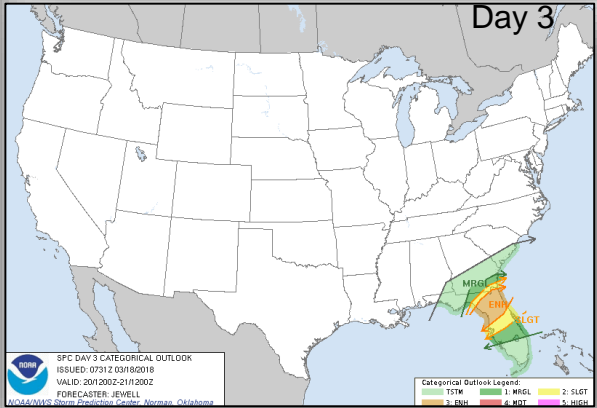 Day 3
MRGL
ENH
SLGT
SPC DAY 3 CATEGORICAL OUTLOOK
ISSUED: 0731Z 03/18/2018
VALID: 20/1200Z-21/1200Z
FORECASTER: JEWELL
NOAA/NWS Storm Prediction Center, Norman, Oklahoma
NOAA
Categorical Outlook Legend:
TSTM 1: MRGL 2: SLGT
3: ENH 4: MDT 5: HIGH